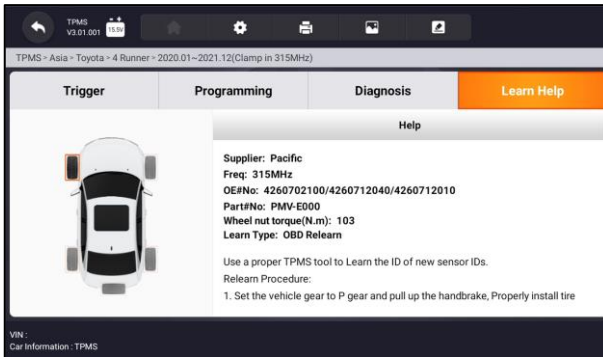 TPMS
V3.01.001
15.5V
TPMS > Asia > Toyota > 4 Runner > 2020.01~2021.12(Clamp in 315MHz)
Trigger
Programming
Diagnosis
Learn Help
Help
Supplier: Pacific
Freq: 315MHz
OE#No: 4260702100/4260712040/4260712010
Part#No: PMV-E000
Wheel nut torque(N.m): 103
Learn Type: OBD Relearn
Use a proper TPMS tool to Learn the ID of new sensor IDs.
Relearn Procedure:
1. Set the vehicle gear to P gear and pull up the handbrake, Properly install tire
VIN :
Car Information : TPMS